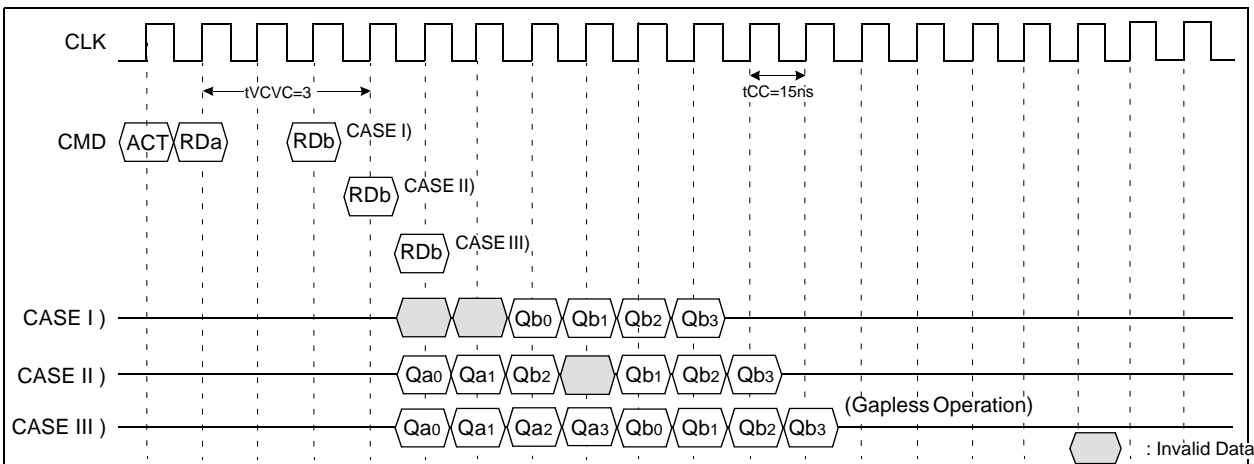 CLK
tVCVC=3
tCC=15ns
CMD ACT RDa RDb CASE I)
RDb CASE II)
RDb CASE III)
CASE I ) Qb0 Qb1 Qb2 Qb3
CASE II ) Qa0 Qa1 Qb2 Qb1 Qb2 Qb3
(Gapless Operation)
CASE III ) Qa0 Qa1 Qa2 Qa3 Qb0 Qb1 Qb2 Qb3
: Invalid Data